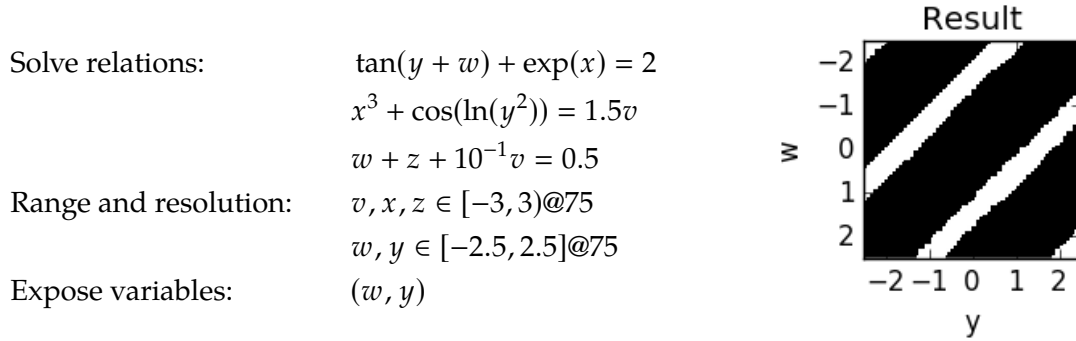 Solve relations: tan(y + w) + exp(x) = 2
x³ + cos(ln(y²)) = 1.5v
w + z + 10⁻¹v = 0.5
Range and resolution: v, x, z ∈ [−3, 3)@75
w, y ∈ [−2.5, 2.5]@75
Expose variables: (w, y)
Result
−2
−1
0
1
2
w
−2 −1 0 1 2
y